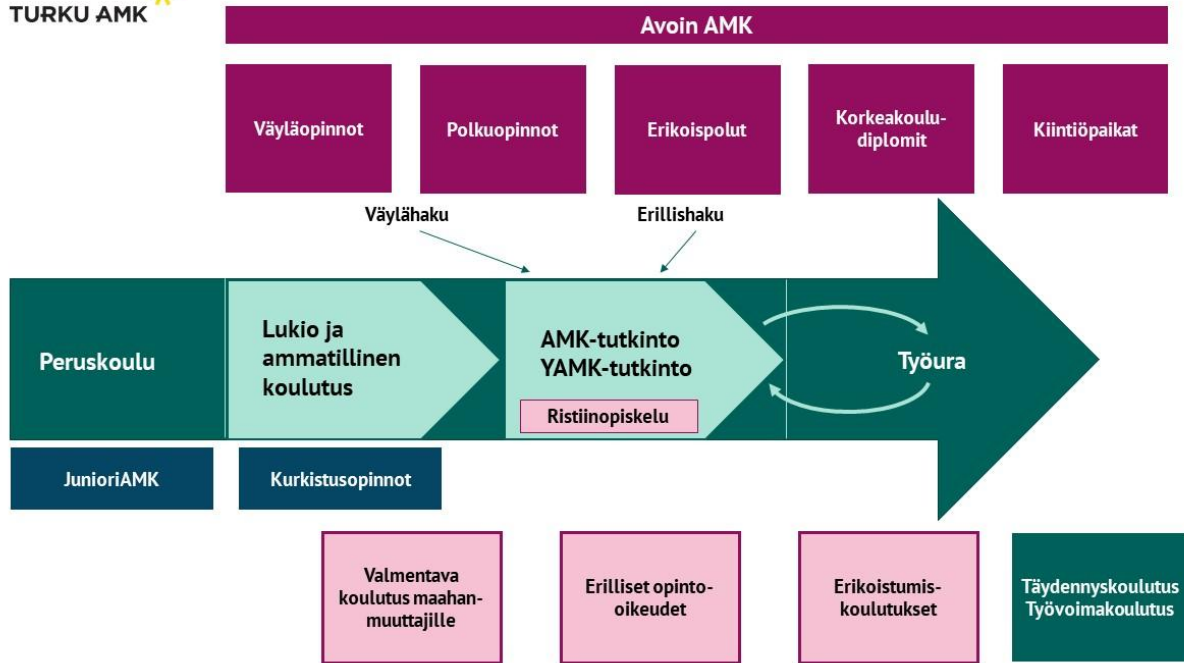 TURKU AMK
Avoin AMK
Väyläopinnot
Polkuopinnot
Erikoispolut
Korkeakoulu-
diplomit
Kiintiöpaikat
Väylähaku
Erillishaku
Peruskoulu
Lukio ja
ammatillinen
koulutus
AMK-tutkinto
YAMK-tutkinto
Ristiinopiskelu
Työura
JunioriAMK
Kurkistusopinnot
Valmentava
koulutus maahan-
muuttajille
Erilliset opinto-
oikeudet
Erikoistumis-
koulutukset
Täydennyskoulutus
Työvoimakoulutus